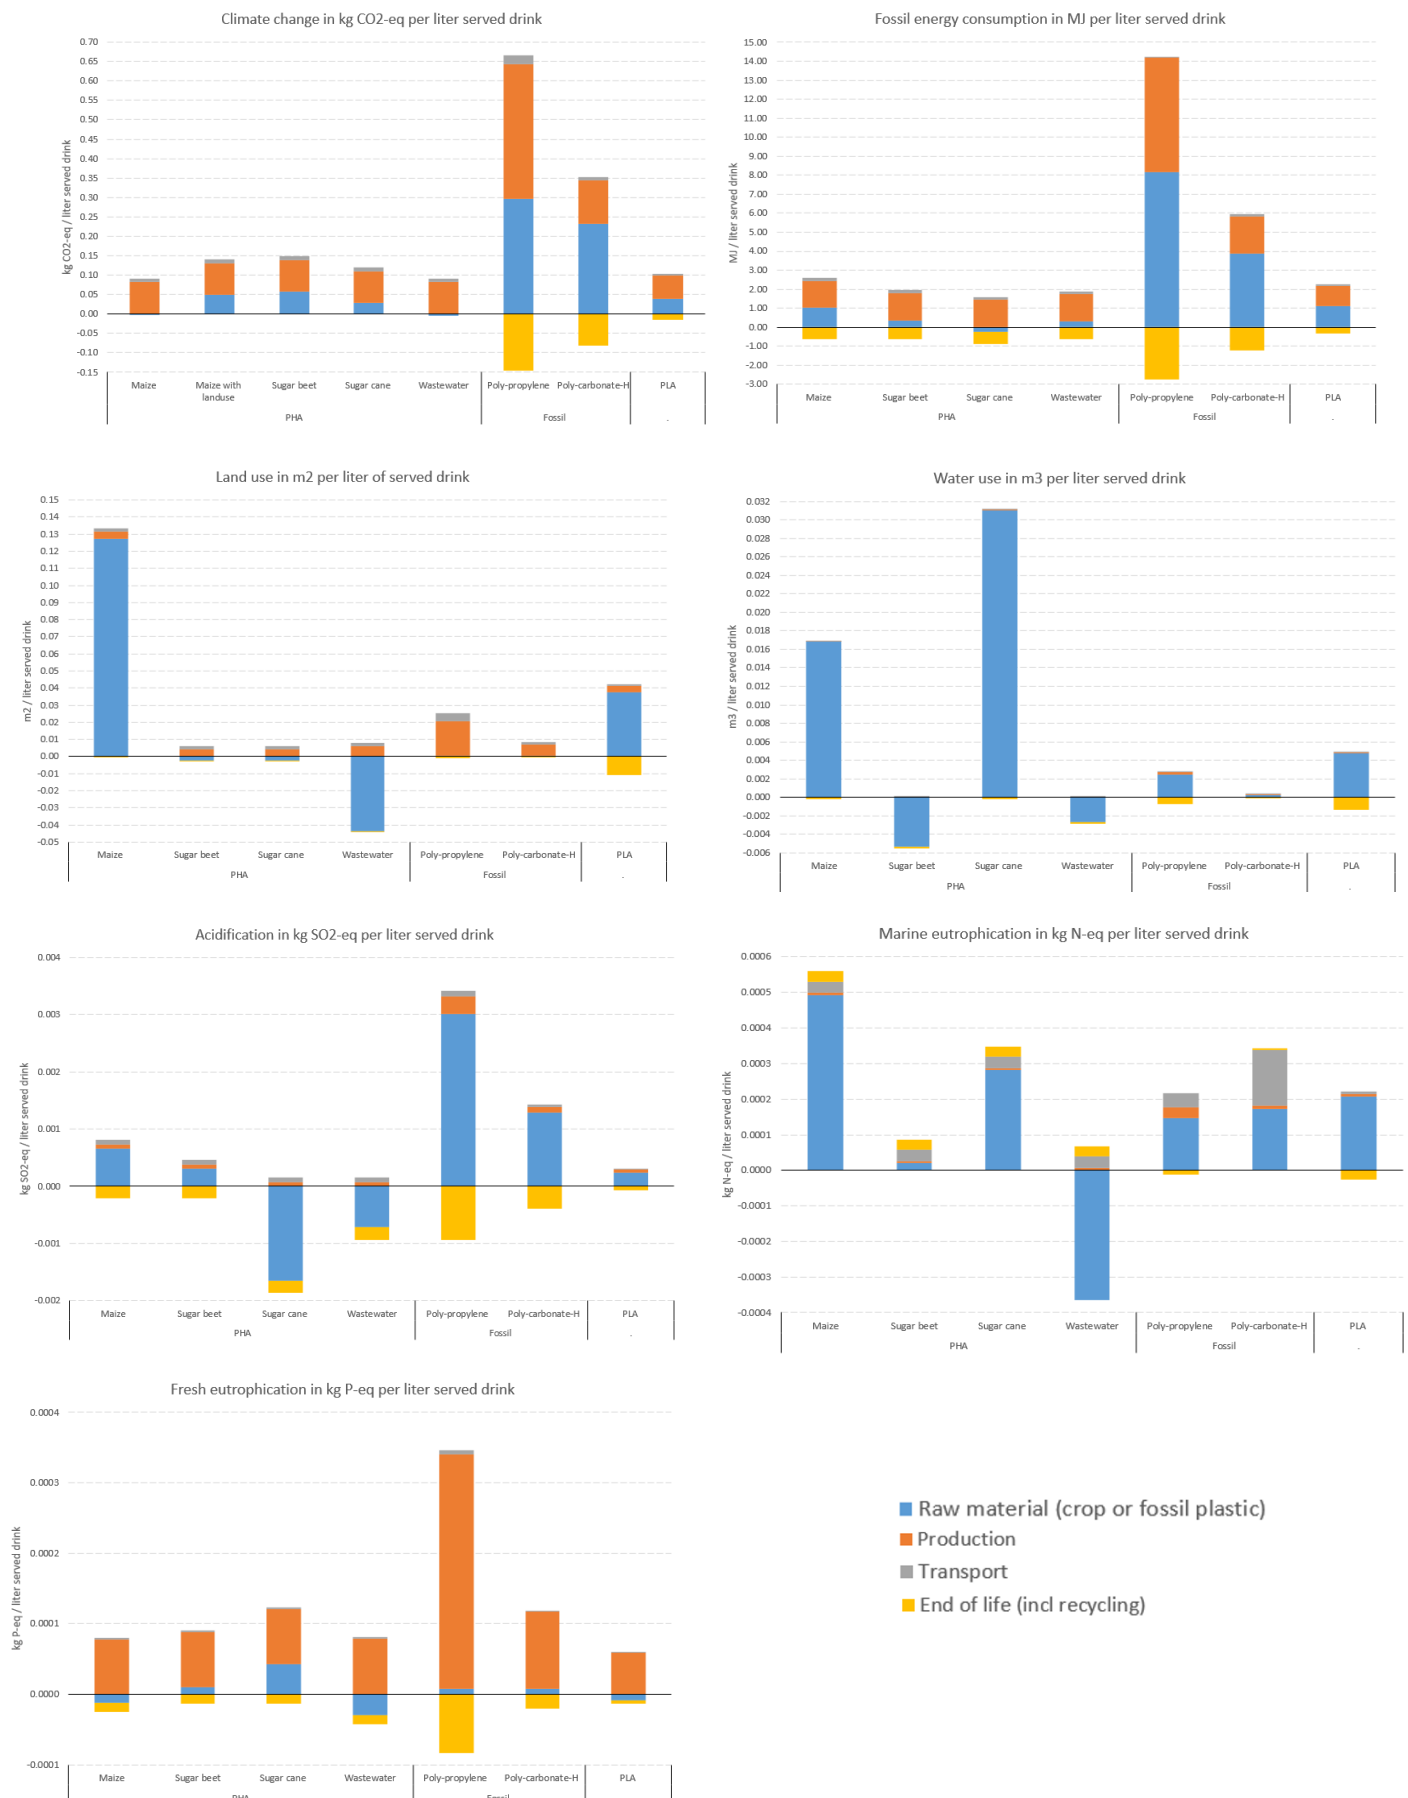 Climate change in kg CO2-eq per liter served drink
kg CO2-eq / liter served drink
0.70
0.65
0.60
0.55
0.50
0.45
0.40
0.35
0.30
0.25
0.20
0.15
0.10
0.05
0.00
-0.05
-0.10
-0.15
Maize
Maize with landuse
Sugar beet
Sugar cane
Wastewater
Poly-propylene
Poly-carbonate-H
PLA
PHA
Fossil
.
Fossil energy consumption in MJ per liter served drink
MJ / liter served drink
15.00
14.00
13.00
12.00
11.00
10.00
9.00
8.00
7.00
6.00
5.00
4.00
3.00
2.00
1.00
0.00
-1.00
-2.00
-3.00
Maize
Sugar beet
Sugar cane
Wastewater
Poly-propylene
Poly-carbonate-H
PLA
PHA
Fossil
.
Land use in m2 per liter of served drink
m2 / liter served drink
0.15
0.14
0.13
0.12
0.11
0.10
0.09
0.08
0.07
0.06
0.05
0.04
0.03
0.02
0.01
0.00
-0.01
-0.02
-0.03
-0.04
-0.05
Maize
Sugar beet
Sugar cane
Wastewater
Poly-propylene
Poly-carbonate-H
PLA
PHA
Fossil
.
Water use in m3 per liter served drink
m3 / liter served drink
0.032
0.030
0.028
0.026
0.024
0.022
0.020
0.018
0.016
0.014
0.012
0.010
0.008
0.006
0.004
0.002
0.000
-0.002
-0.004
-0.006
Maize
Sugar beet
Sugar cane
Wastewater
Poly-propylene
Poly-carbonate-H
PLA
PHA
Fossil
.
Acidification in kg SO2-eq per liter served drink
kg SO2-eq / liter served drink
0.004
0.003
0.002
0.001
0.000
-0.001
-0.002
Maize
Sugar beet
Sugar cane
Wastewater
Poly-propylene
Poly-carbonate-H
PLA
PHA
Fossil
.
Marine eutrophication in kg N-eq per liter served drink
kg N-eq / liter served drink
0.0006
0.0005
0.0004
0.0003
0.0002
0.0001
0.0000
-0.0001
-0.0002
-0.0003
-0.0004
Maize
Sugar beet
Sugar cane
Wastewater
Poly-propylene
Poly-carbonate-H
PLA
PHA
Fossil
.
Fresh eutrophication in kg P-eq per liter served drink
kg P-eq / liter served drink
0.0004
0.0003
0.0002
0.0001
0.0000
-0.0001
Maize
Sugar beet
Sugar cane
Wastewater
Poly-propylene
Poly-carbonate-H
PLA
PHA
Fossil
Raw material (crop or fossil plastic)
Production
Transport
End of life (incl recycling)